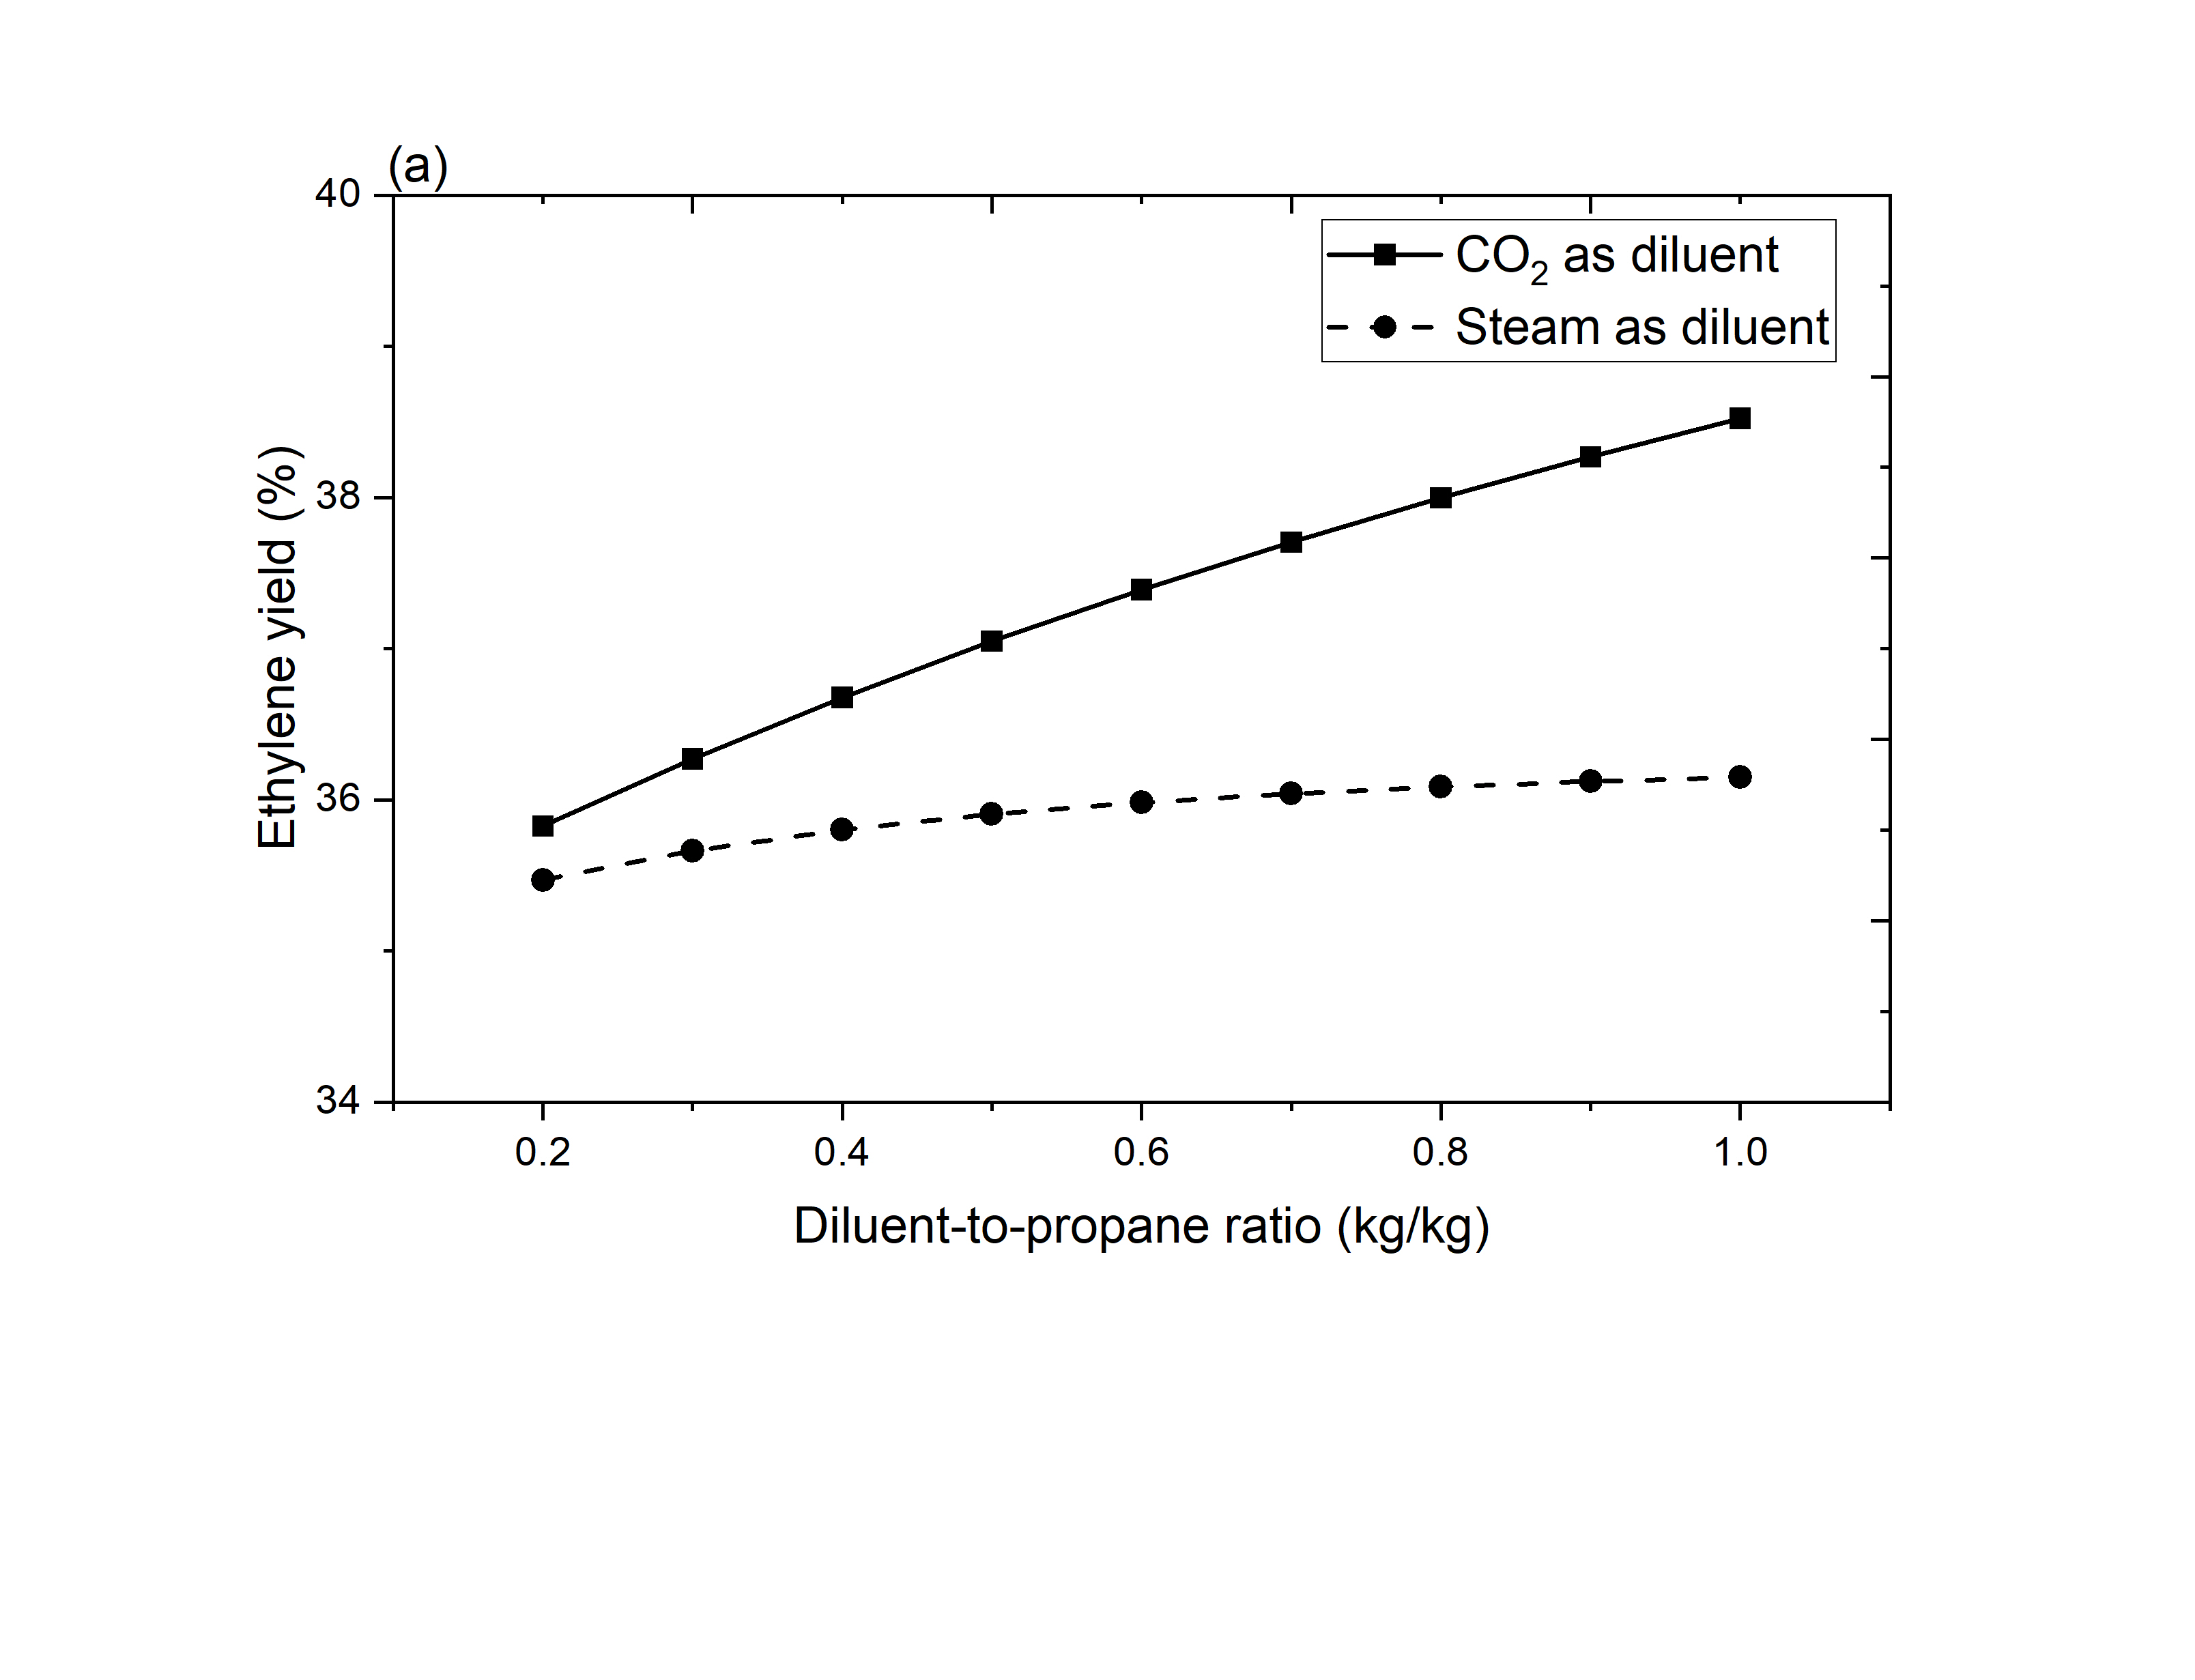 (a)
40
38
36
34
Ethylene yield (%)
CO₂ as diluent
Steam as diluent
0.2 0.4 0.6 0.8 1.0
Diluent-to-propane ratio (kg/kg)